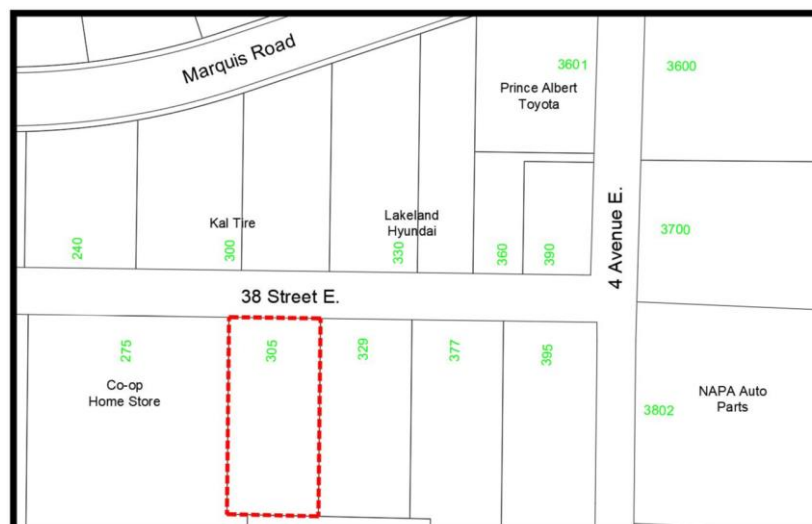 Marquis Road
3601
Prince Albert
Toyota
3600
Kal Tire
Lakeland
Hyundai
240
300
330
360
390
4 Avenue E.
3700
38 Street E.
275
305
329
377
395
Co-op
Home Store
NAPA Auto
Parts
3802